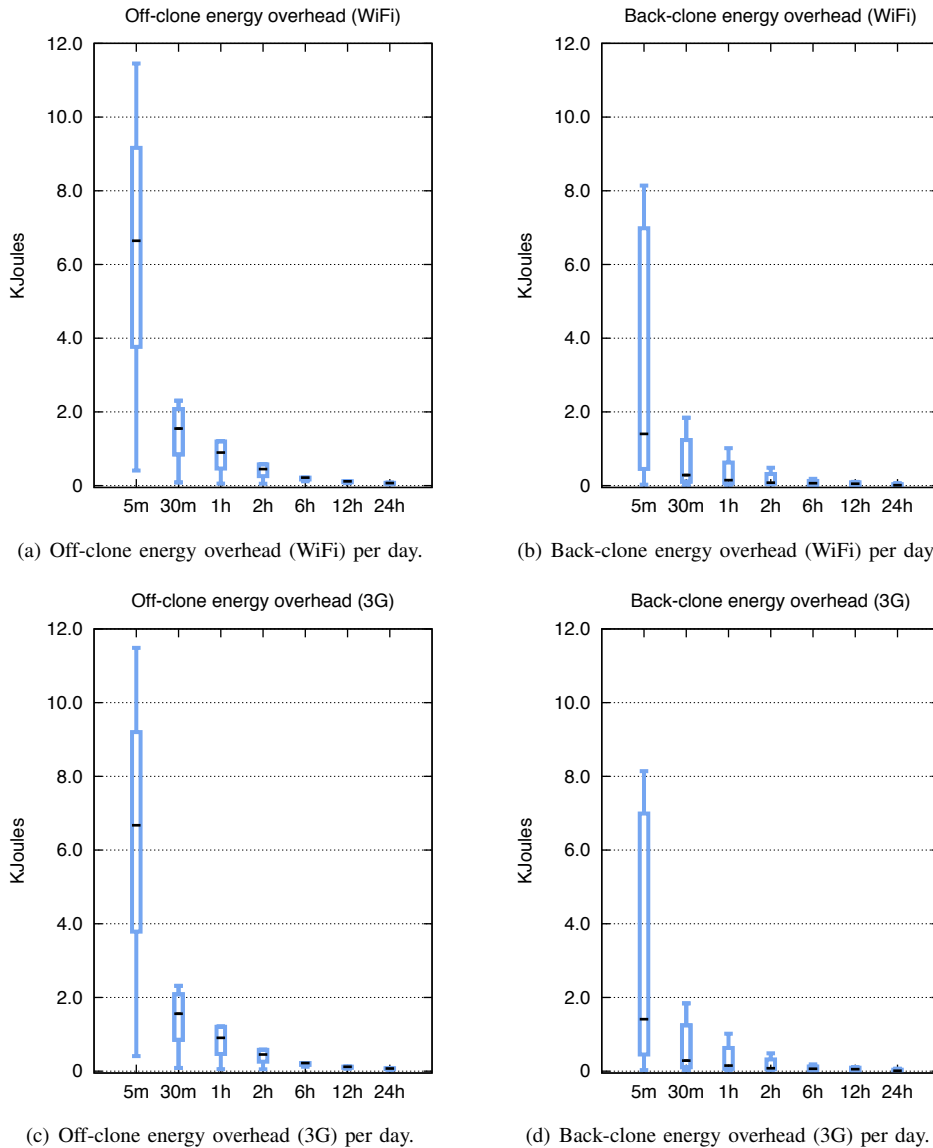 Off-clone energy overhead (WiFi)
12.0
10.0
8.0
6.0
4.0
2.0
0
KJoules
5m 30m 1h 2h 6h 12h 24h
(a) Off-clone energy overhead (WiFi) per day.
Back-clone energy overhead (WiFi)
12.0
10.0
8.0
6.0
4.0
2.0
0
KJoules
5m 30m 1h 2h 6h 12h 24h
(b) Back-clone energy overhead (WiFi) per day
Off-clone energy overhead (3G)
12.0
10.0
8.0
6.0
4.0
2.0
0
KJoules
5m 30m 1h 2h 6h 12h 24h
(c) Off-clone energy overhead (3G) per day.
Back-clone energy overhead (3G)
12.0
10.0
8.0
6.0
4.0
2.0
0
KJoules
5m 30m 1h 2h 6h 12h 24h
(d) Back-clone energy overhead (3G) per day.